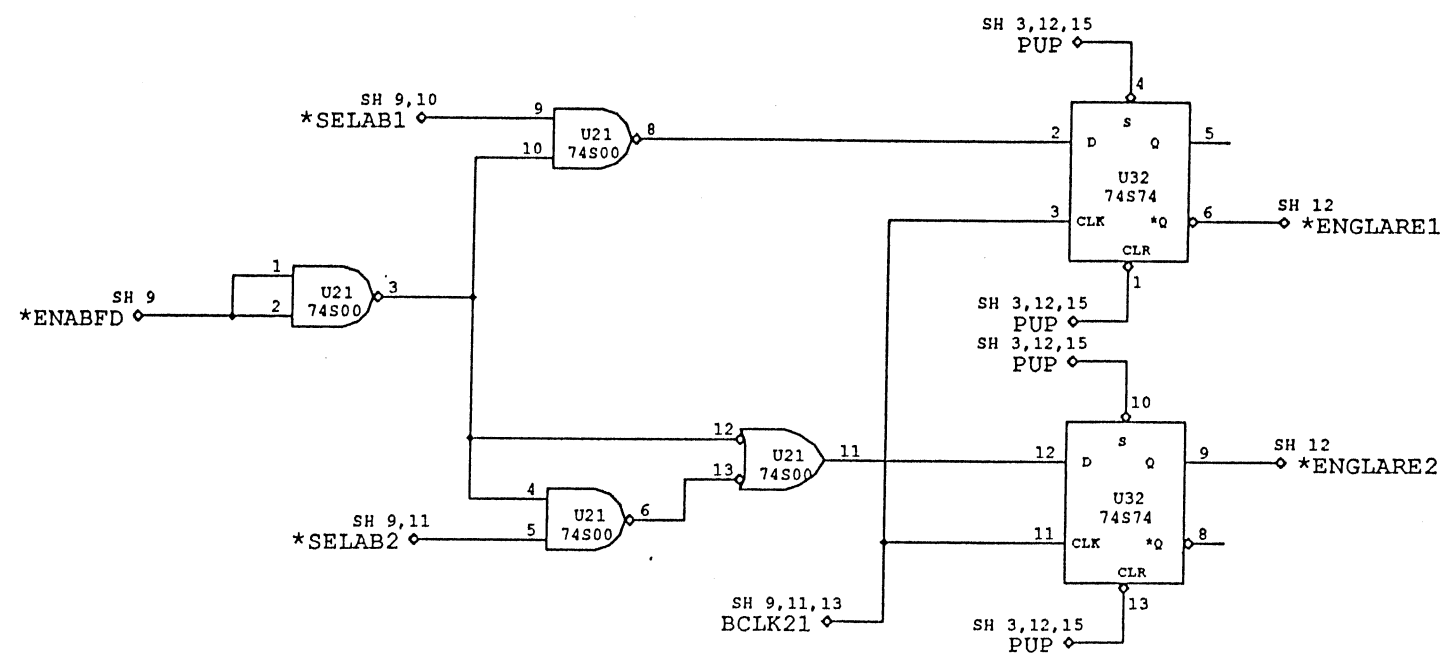 SH 3,12,15
PUP
4
SH 9,10
*SELAB1
9
10
U21
74S00
8
2
D
S
Q
5
U32
74S74
3
CLK
*Q
6
SH 12
*ENGLARE1
CLR
1
SH 3,12,15
PUP
SH 9
*ENABFD
1
2
U21
74S00
3
SH 3,12,15
PUP
10
12
13
U21
74S00
11
12
D
S
Q
9
SH 12
*ENGLARE2
U32
74S74
11
CLK
*Q
8
CLR
13
SH 9,11
*SELAB2
4
5
U21
74S00
6
SH 9,11,13
BCLK21
SH 3,12,15
PUP